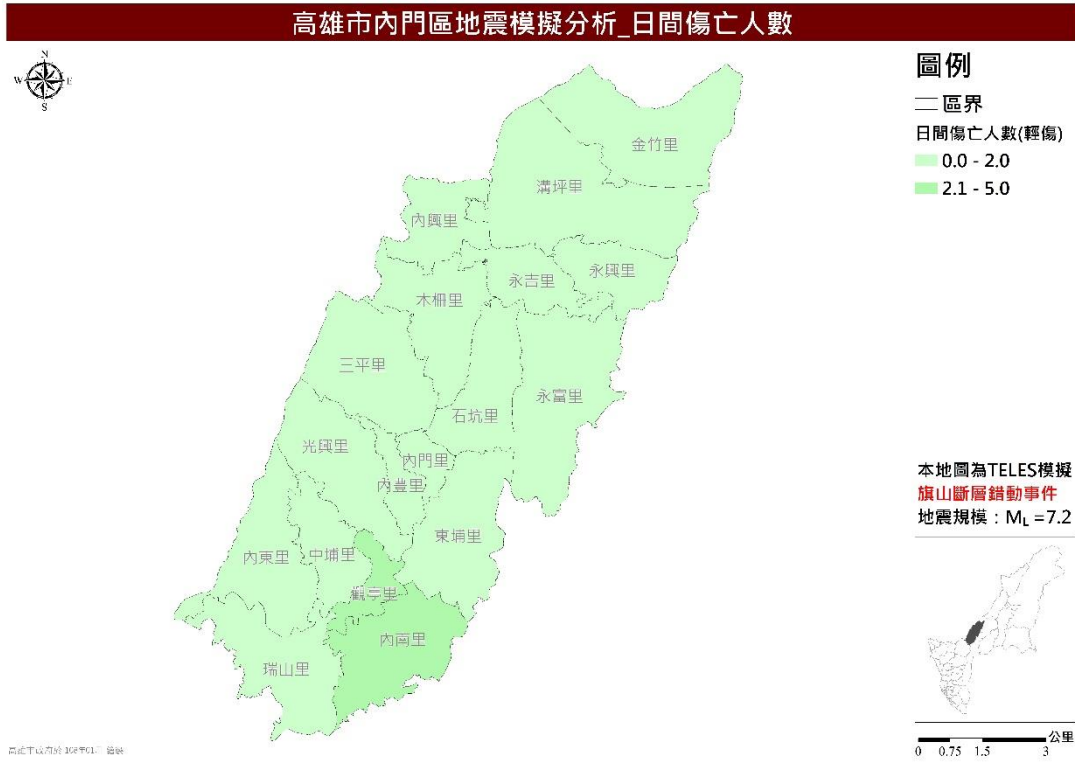 高雄市內門區地震模擬分析_日間傷亡人數
N
W
E
S
圖例
區界
日間傷亡人數(輕傷)
0.0 - 2.0
2.1 - 5.0
金竹里
溝坪里
內興里
永吉里
永興里
木柵里
三平里
石坑里
永富里
光興里
內門里
內豊里
東埔里
內東里
中埔里
觀亭里
內南里
瑞山里
本地圖為TELES模擬
旗山斷層錯動事件
地震規模：ML =7.2
公里
0 0.75 1.5 3